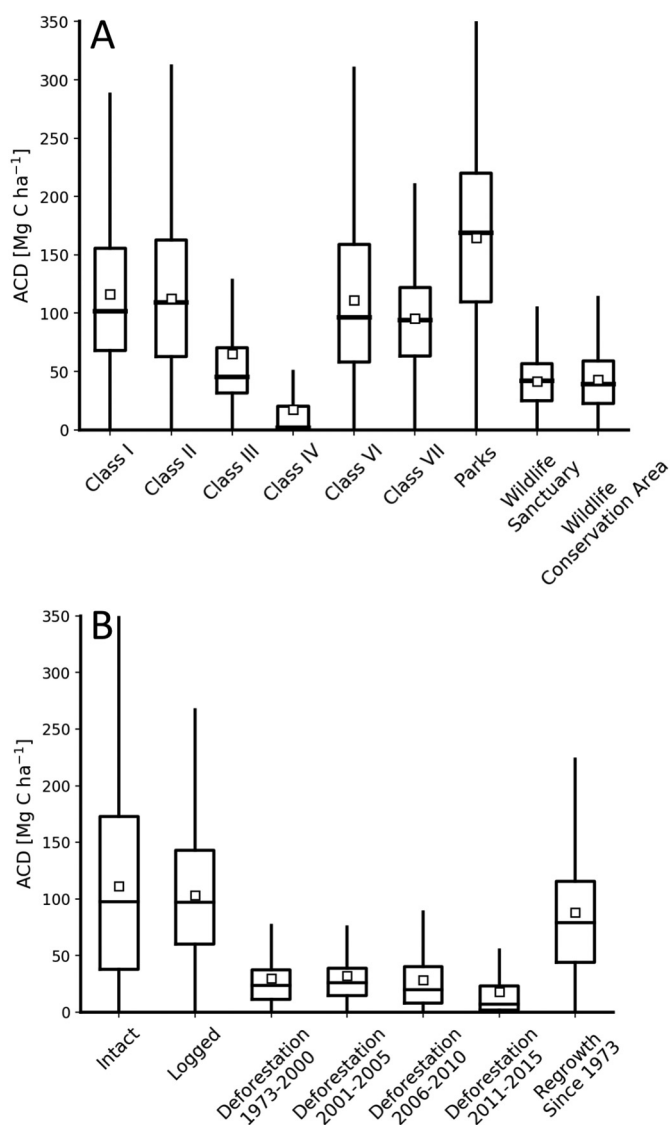 A
350
300
250
200
150
100
50
0
ACD [Mg C ha⁻¹]
Class I
Class II
Class III
Class IV
Class VI
Class VII
Parks
Wildlife
Sanctuary
Wildlife
Conservation Area
B
350
300
250
200
150
100
50
0
ACD [Mg C ha⁻¹]
Intact
Logged
Deforestation
1973-2000
Deforestation
2001-2005
Deforestation
2006-2010
Deforestation
2011-2015
Regrowth
Since 1973